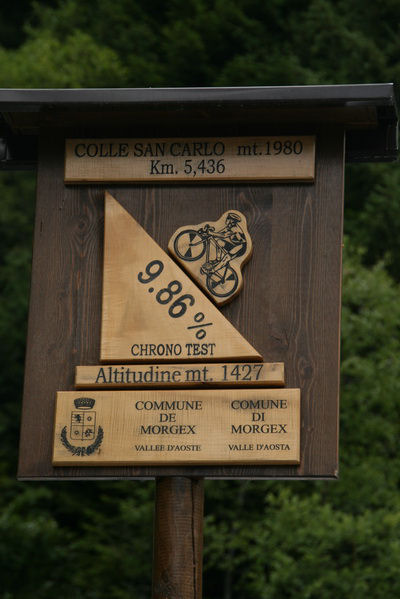 COLLE SAN CARLO mt.1980
Km. 5,436
9.86%
CHRONO TEST
Altitudine mt. 1427
COMMUNE
DE
MORGEX
VALLEE D'AOSTE
COMUNE
DI
MORGEX
VALLE D'AOSTA